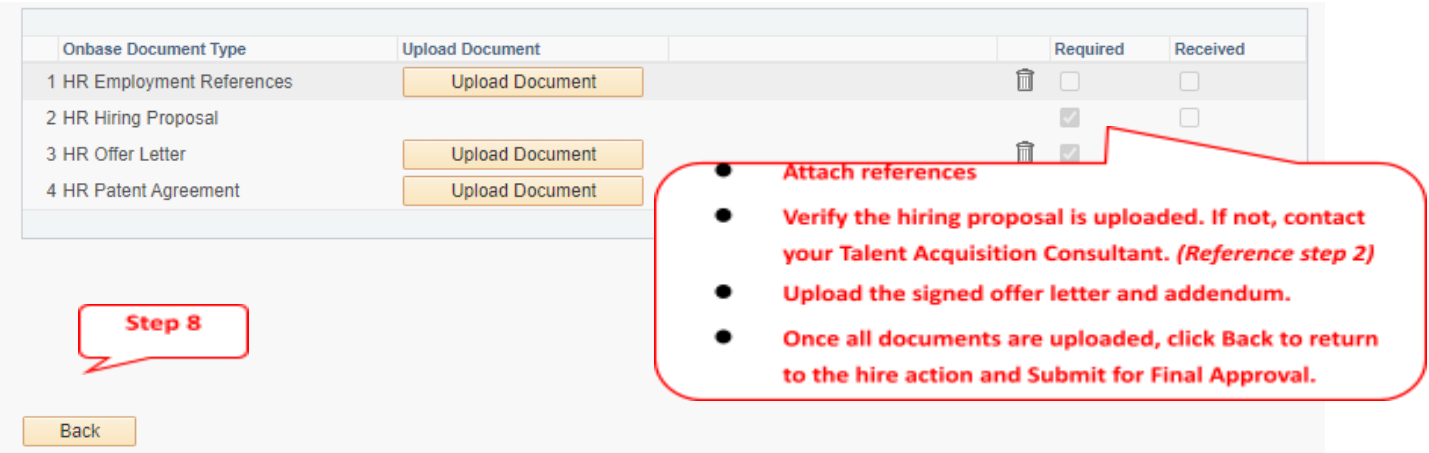 Onbase Document Type Upload Document Required Received
1 HR Employment References Upload Document
2 HR Hiring Proposal
3 HR Offer Letter Upload Document
4 HR Patent Agreement Upload Document
● Attach references
● Verify the hiring proposal is uploaded. If not, contact
your Talent Acquisition Consultant. (Reference step 2)
● Upload the signed offer letter and addendum.
● Once all documents are uploaded, click Back to return
to the hire action and Submit for Final Approval.
Step 8
Back